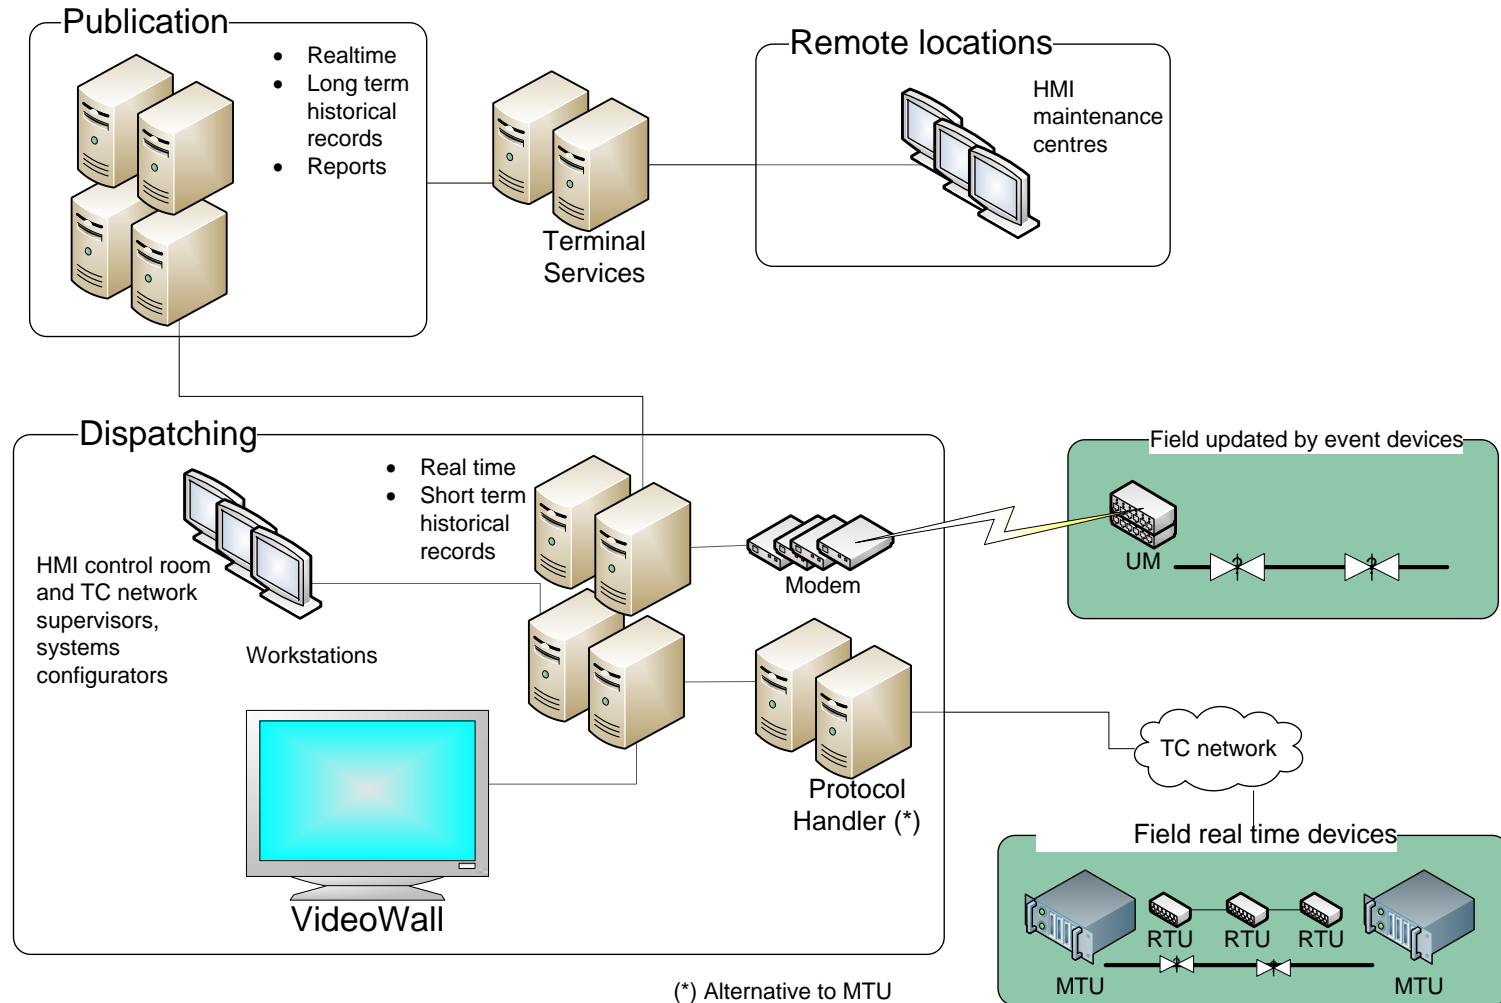 Publication
• Realtime
• Long term
historical
records
• Reports
Terminal
Services
Remote locations
HMI
maintenance
centres
Dispatching
• Real time
• Short term
historical
records
HMI control room
and TC network
supervisors,
systems
configurators
Workstations
Modem
VideoWall
Protocol
Handler (*)
Field updated by event devices
UM
TC network
Field real time devices
RTU RTU RTU
MTU MTU
(*) Alternative to MTU